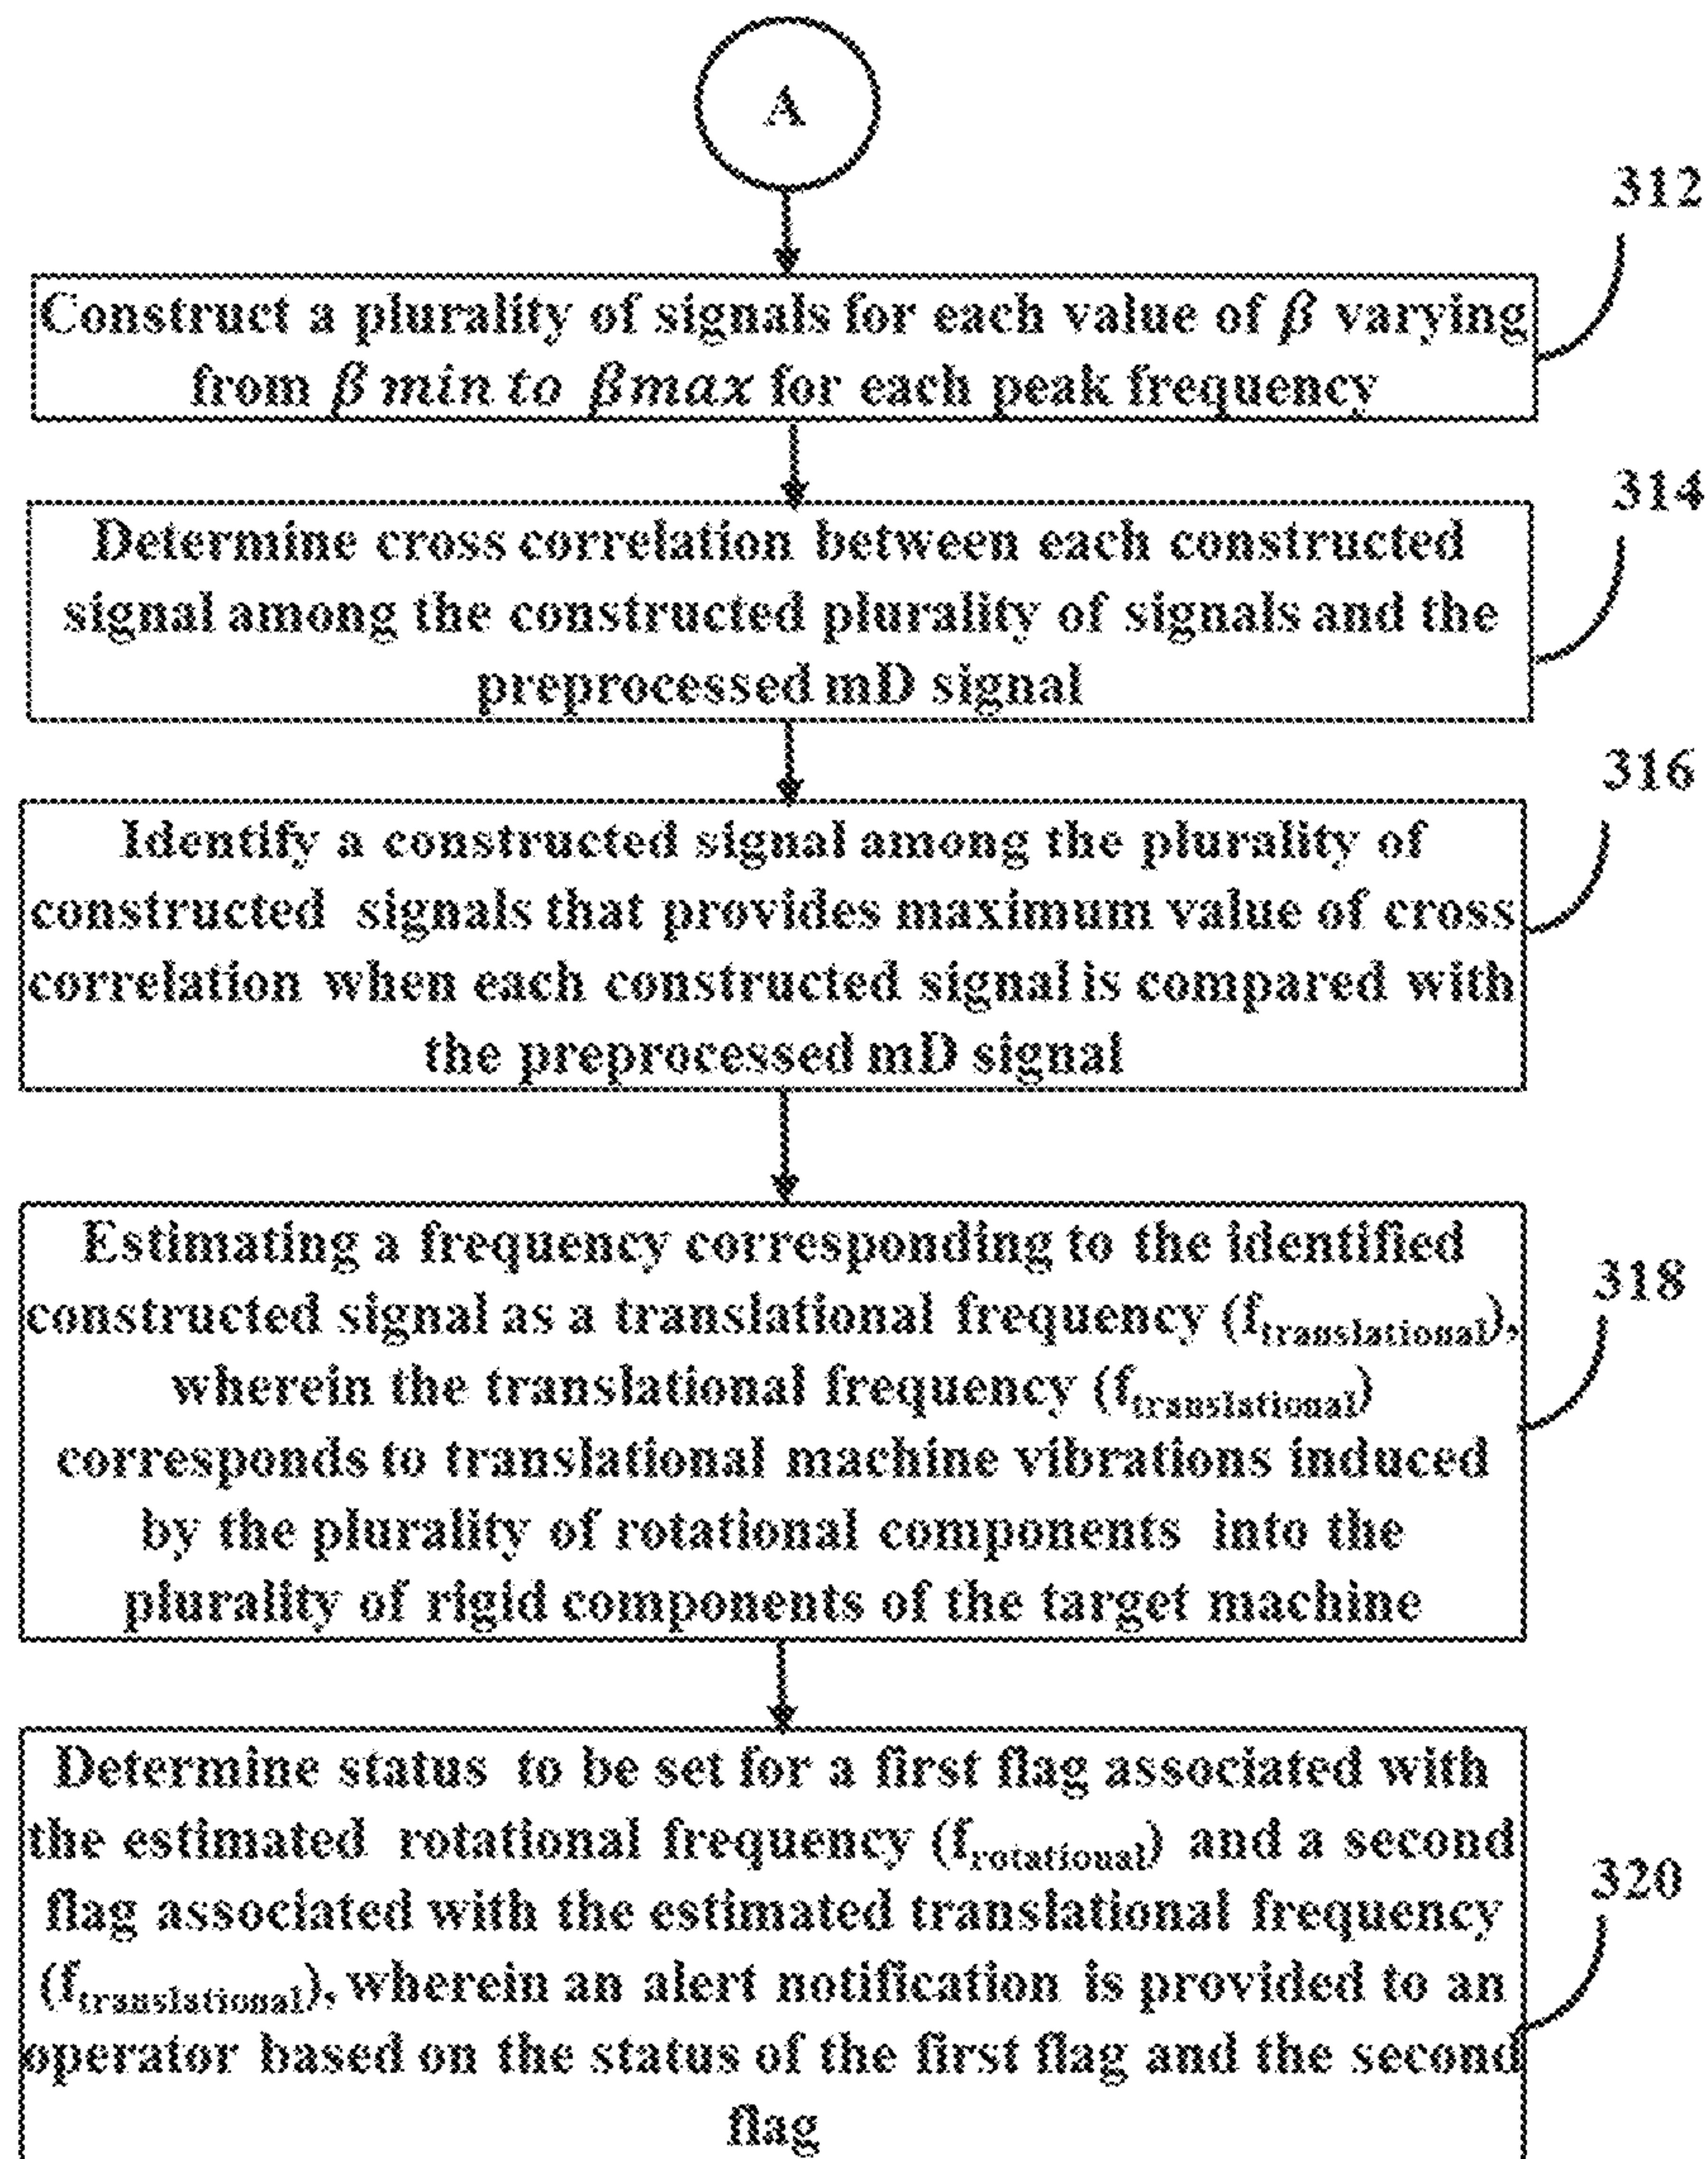 A
312
Construct a plurality of signals for each value of β varying
from β min to βmax for each peak frequency
314
Determine cross correlation between each constructed
signal among the constructed plurality of signals and the
preprocessed mD signal
316
Identify a constructed signal among the plurality of
constructed signals that provides maximum value of cross
correlation when each constructed signal is compared with
the preprocessed mD signal
318
Estimating a frequency corresponding to the identified
constructed signal as a translational frequency (ftranslational),
wherein the translational frequency (ftranslational)
corresponds to translational machine vibrations induced
by the plurality of rotational components into the
plurality of rigid components of the target machine
320
Determine status to be set for a first flag associated with
the estimated rotational frequency (frotational) and a second
flag associated with the estimated translational frequency
(ftranslational), wherein an alert notification is provided to an
operator based on the status of the first flag and the second
flag